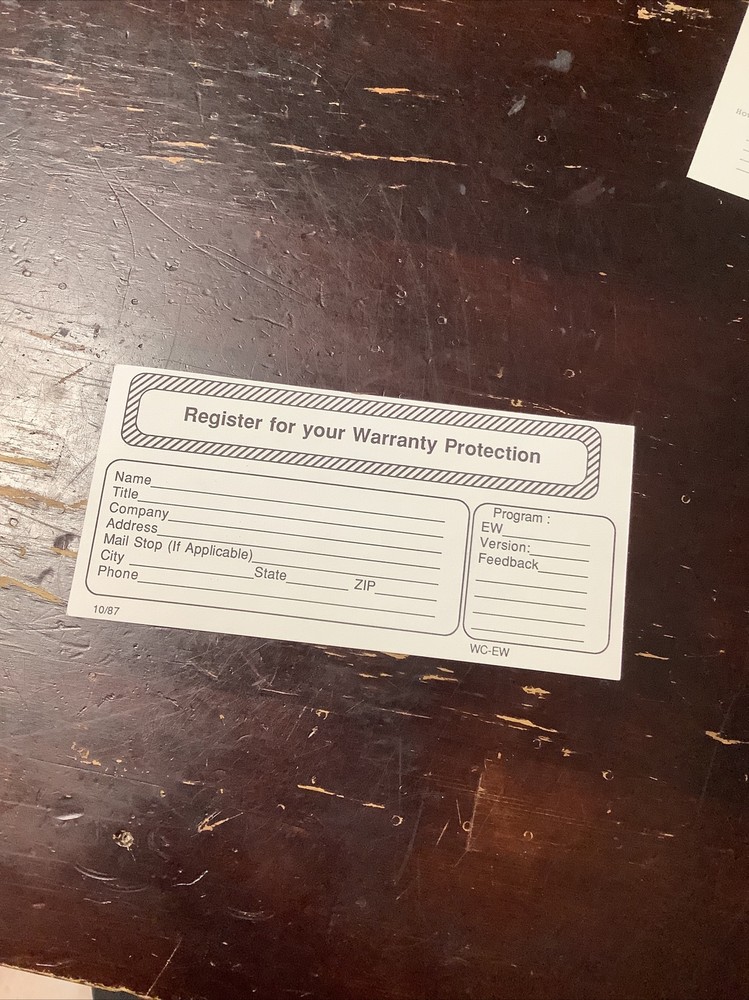 Register for your Warranty Protection
Name
Title
Company
Address
Mail Stop (If Applicable)
City State ZIP
Phone
10/87
Program :
EW
Version:
Feedback
WC-EW